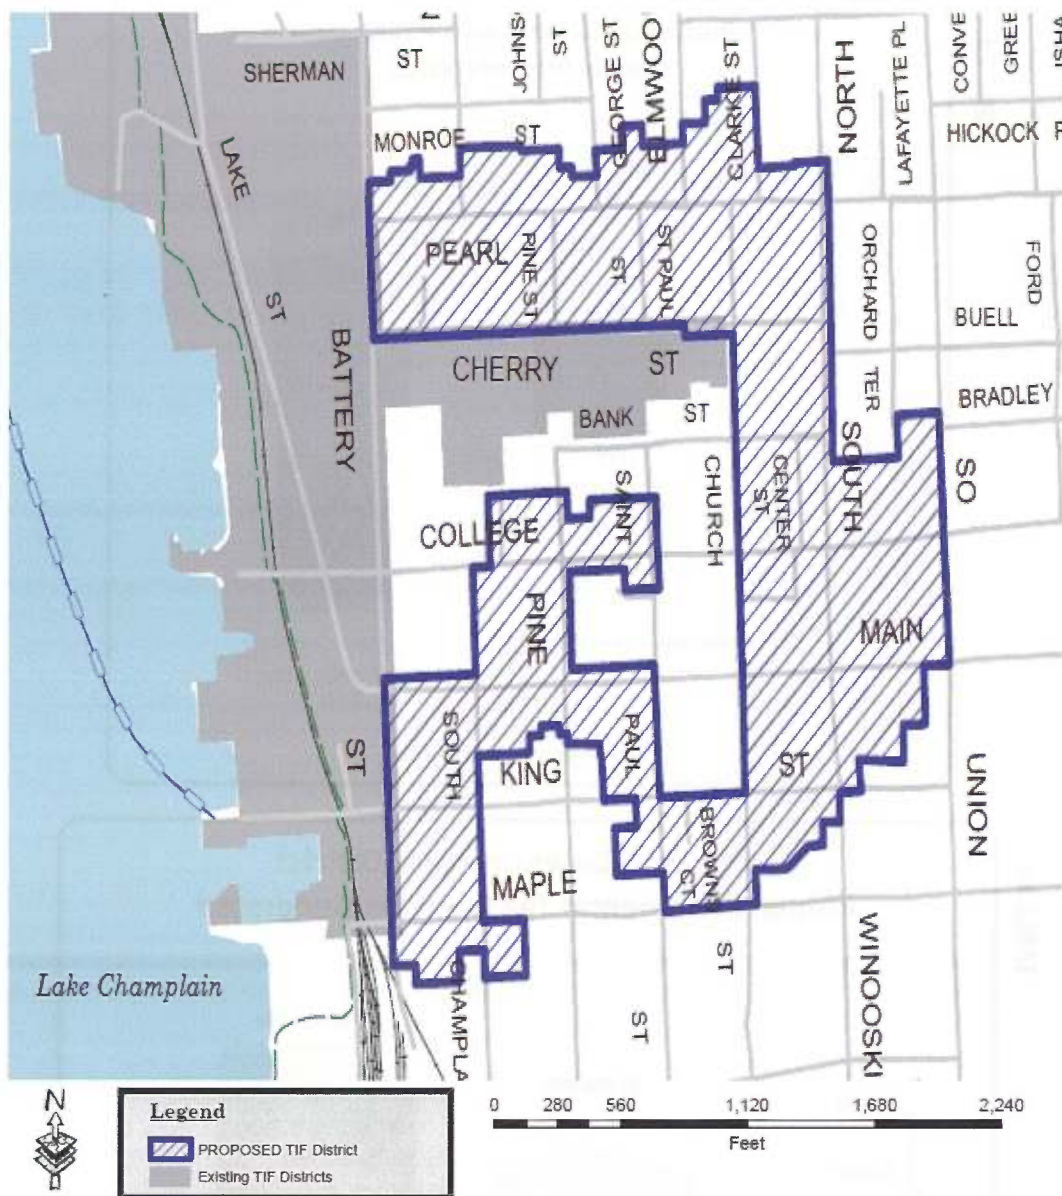 SHERMAN
ST
JOHNS
ST
GEORGE ST
ELMWOO
CLARKE ST
NORTH
LAFAYETTE PL
CONVE
GREE
ISHA
MONROE
ST
HICKOCK
LAKE
ST
PEARL
PINE ST
ST
ST PAUL
ORCHARD
TER
FORD
BUELL
BRADLEY
BATTERY
ST
CHERRY
ST
BANK
ST
SAINT
CHURCH
CENTER
ST
SOUTH
SO
COLLEGE
PINE
MAIN
SOUTH
KING
PAUL
ST
UNION
MAPLE
BROWNS
CT
WINOOSKI
ST
ST
CHAMPLA
Lake Champlain
N
Legend
PROPOSED TIF District
Existing TIF Districts
0 280 560 1,120 1,680 2,240
Feet